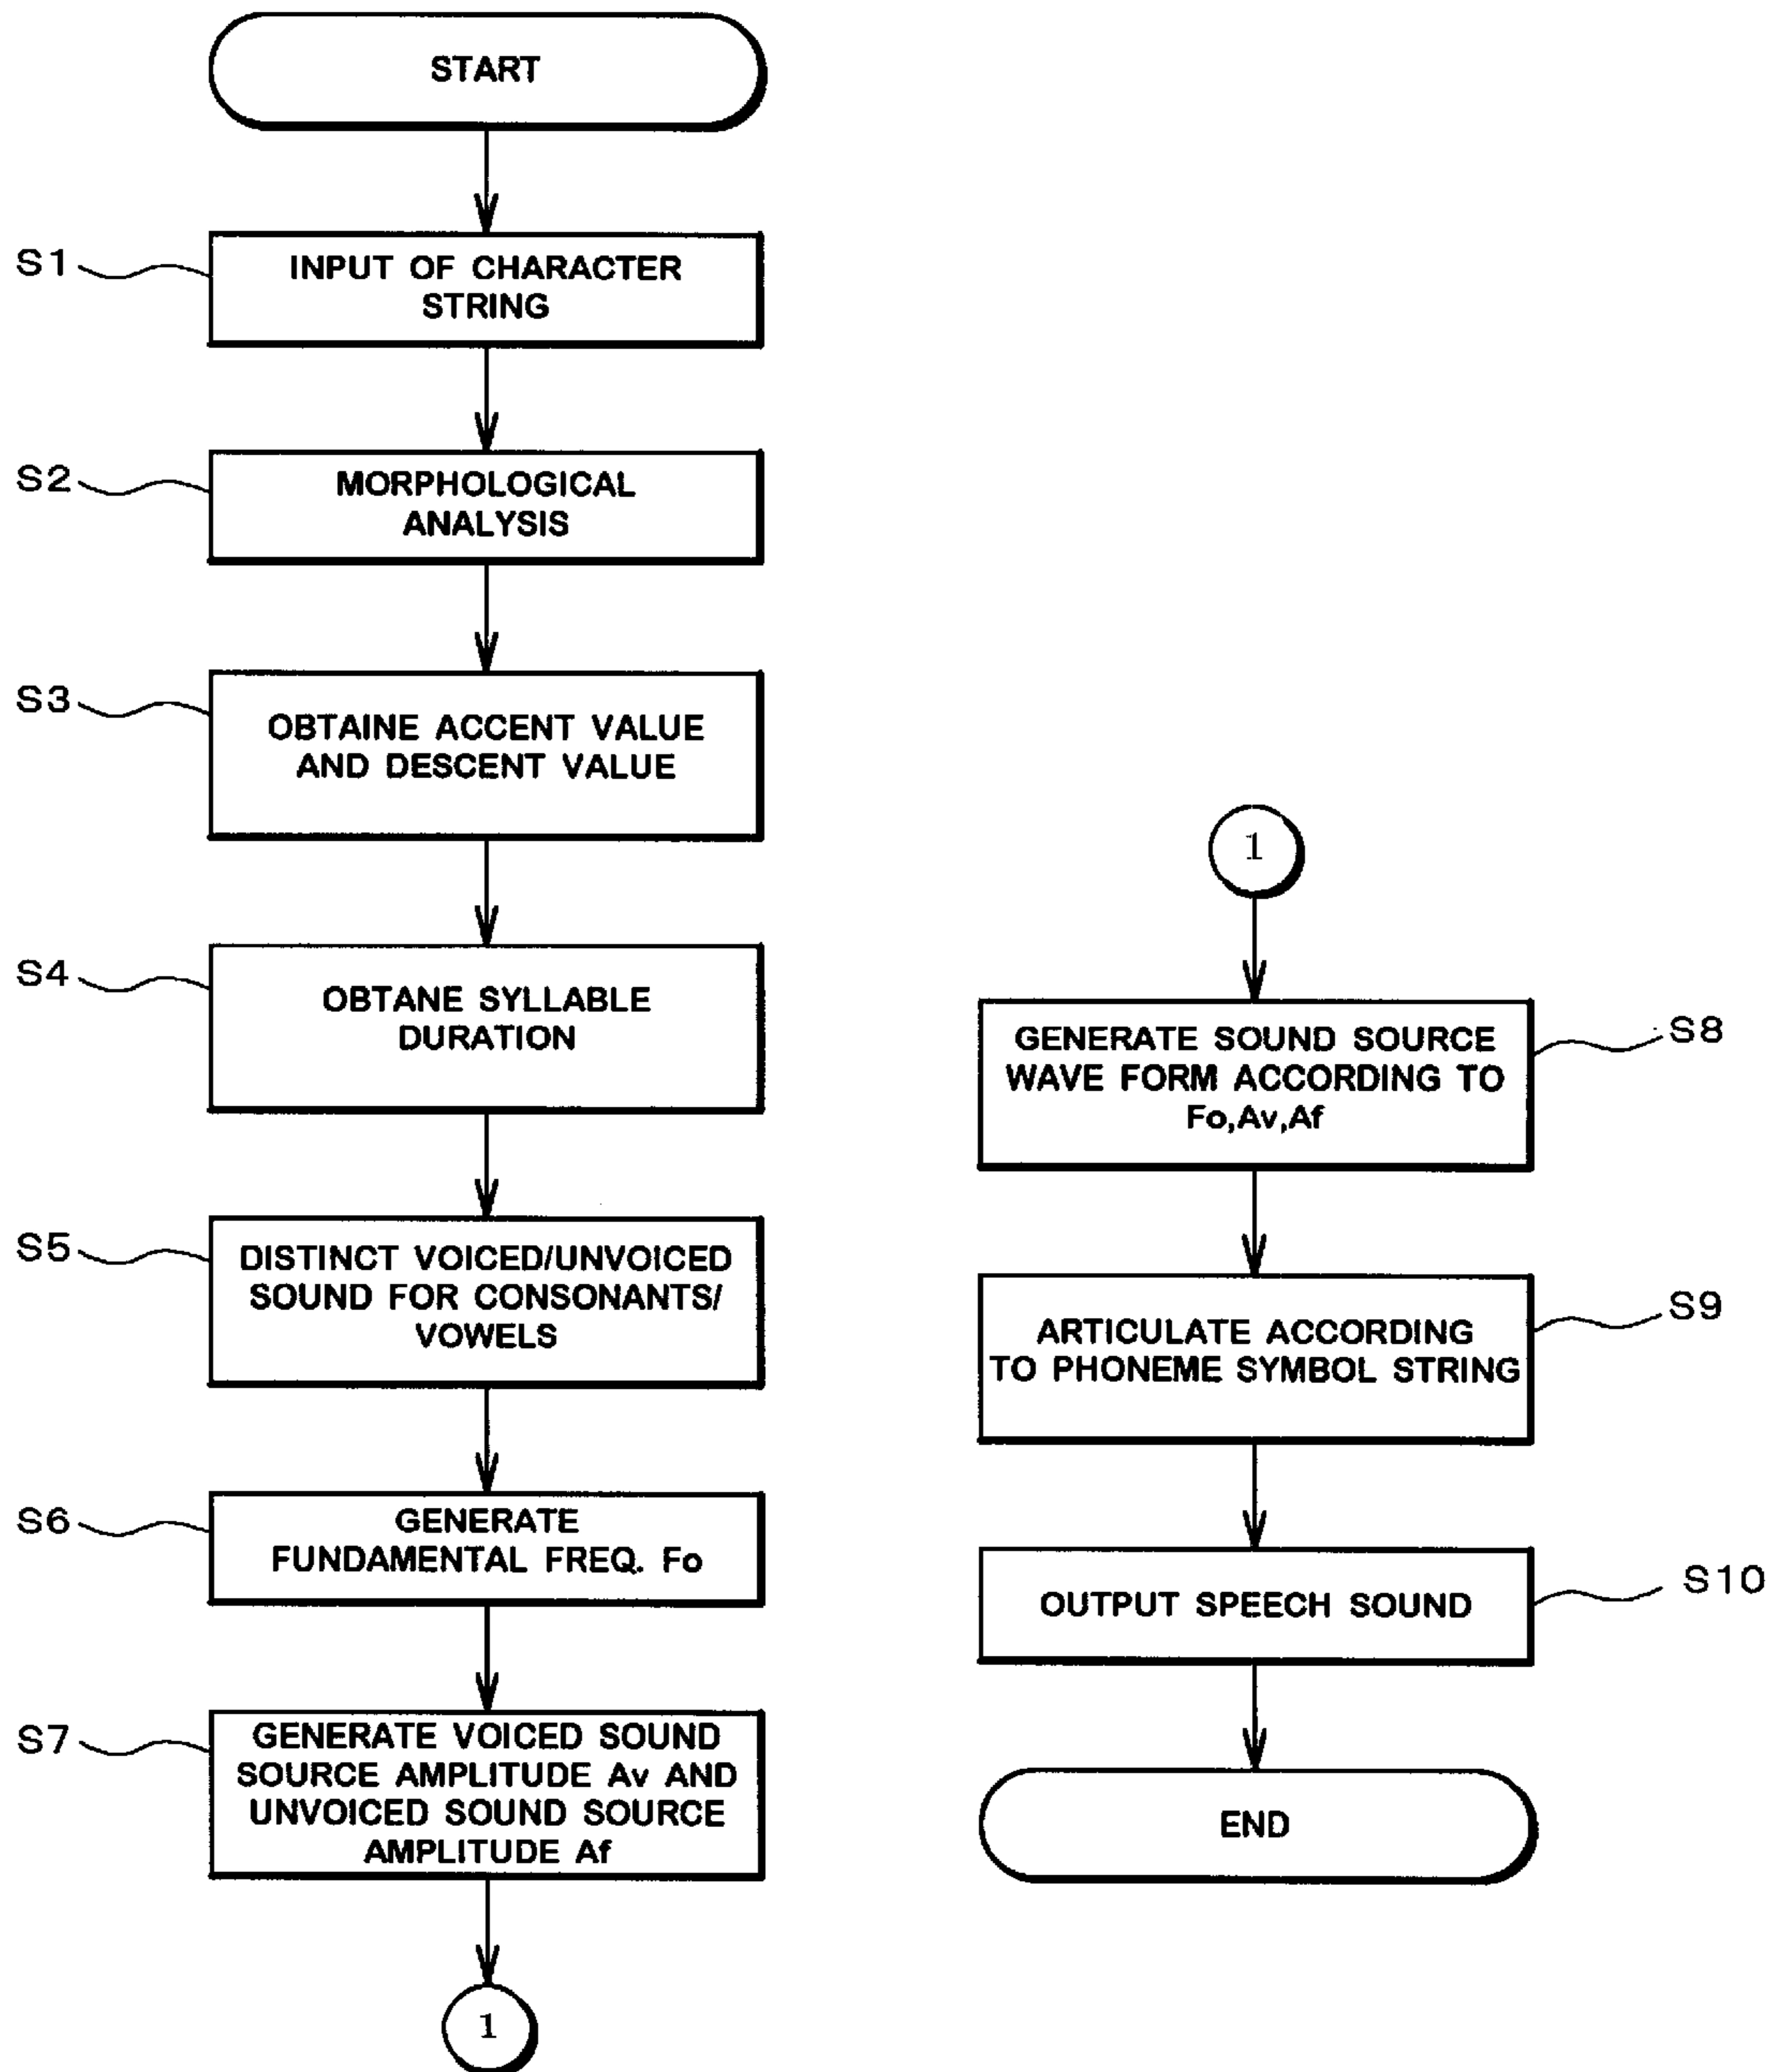 START
S1
INPUT OF CHARACTER
STRING
S2
MORPHOLOGICAL
ANALYSIS
S3
OBTAINE ACCENT VALUE
AND DESCENT VALUE
S4
OBTANE SYLLABLE
DURATION
S5
DISTINCT VOICED/UNVOICED
SOUND FOR CONSONANTS/
VOWELS
S6
GENERATE
FUNDAMENTAL FREQ. Fo
S7
GENERATE VOICED SOUND
SOURCE AMPLITUDE Av AND
UNVOICED SOUND SOURCE
AMPLITUDE Af
1
1
GENERATE SOUND SOURCE
WAVE FORM ACCORDING TO
Fo,Av,Af
S8
ARTICULATE ACCORDING
TO PHONEME SYMBOL STRING
S9
OUTPUT SPEECH SOUND
S10
END